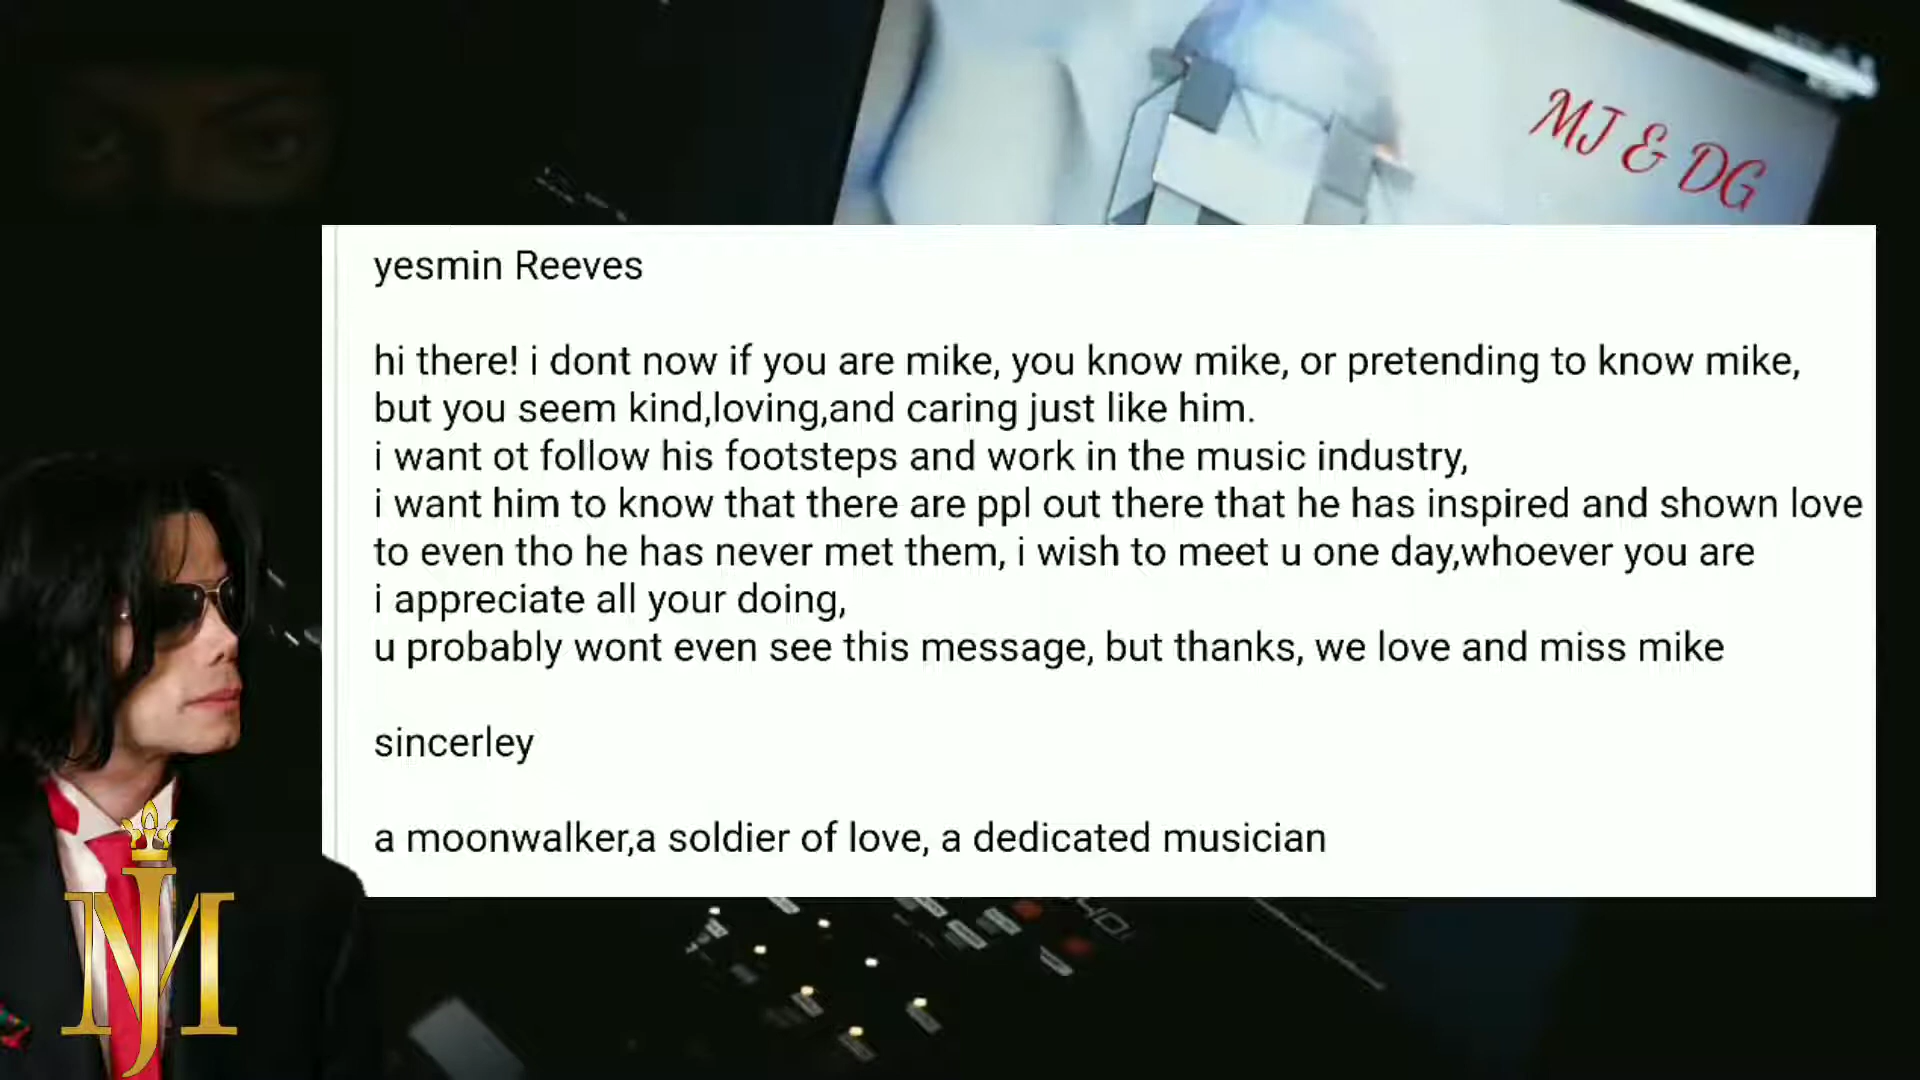 MJ & DG
yesmin Reeves
hi there! i dont now if you are mike, you know mike, or pretending to know mike,
but you seem kind,loving,and caring just like him.
i want ot follow his footsteps and work in the music industry,
i want him to know that there are ppl out there that he has inspired and shown love
to even tho he has never met them, i wish to meet u one day,whoever you are
i appreciate all your doing,
u probably wont even see this message, but thanks, we love and miss mike
sincerley
a moonwalker,a soldier of love, a dedicated musician
MJ